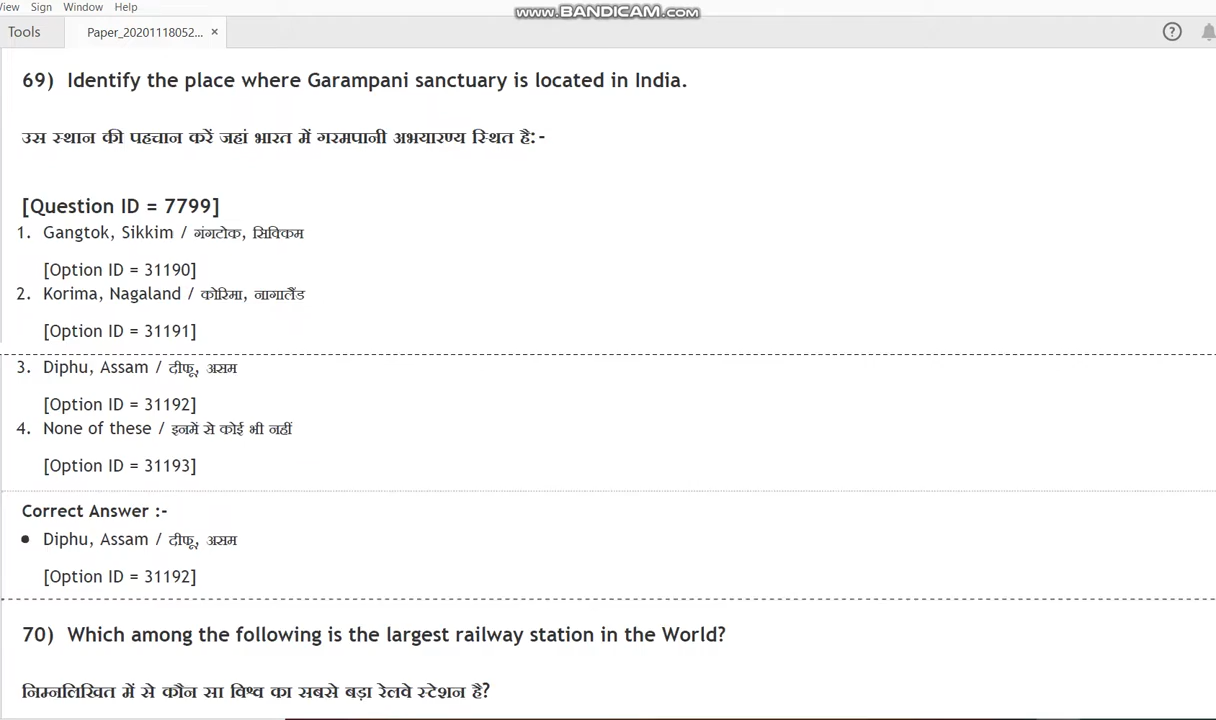 View Sign Window Help
www.BANDICAM.com
Tools Paper_20201118052... ×
69) Identify the place where Garampani sanctuary is located in India.
उस स्थान की पहचान करें जहां भारत में गरमपानी अभयारण्य स्थित है:-
[Question ID = 7799]
1. Gangtok, Sikkim / गंगटोक, सिक्किम
[Option ID = 31190]
2. Korima, Nagaland / कोरिमा, नागालैंड
[Option ID = 31191]
3. Diphu, Assam / दीफू, असम
[Option ID = 31192]
4. None of these / इनमें से कोई भी नहीं
[Option ID = 31193]
Correct Answer :-
• Diphu, Assam / दीफू, असम
[Option ID = 31192]
70) Which among the following is the largest railway station in the World?
निम्नलिखित में से कौन सा विश्व का सबसे बड़ा रेलवे स्टेशन है?